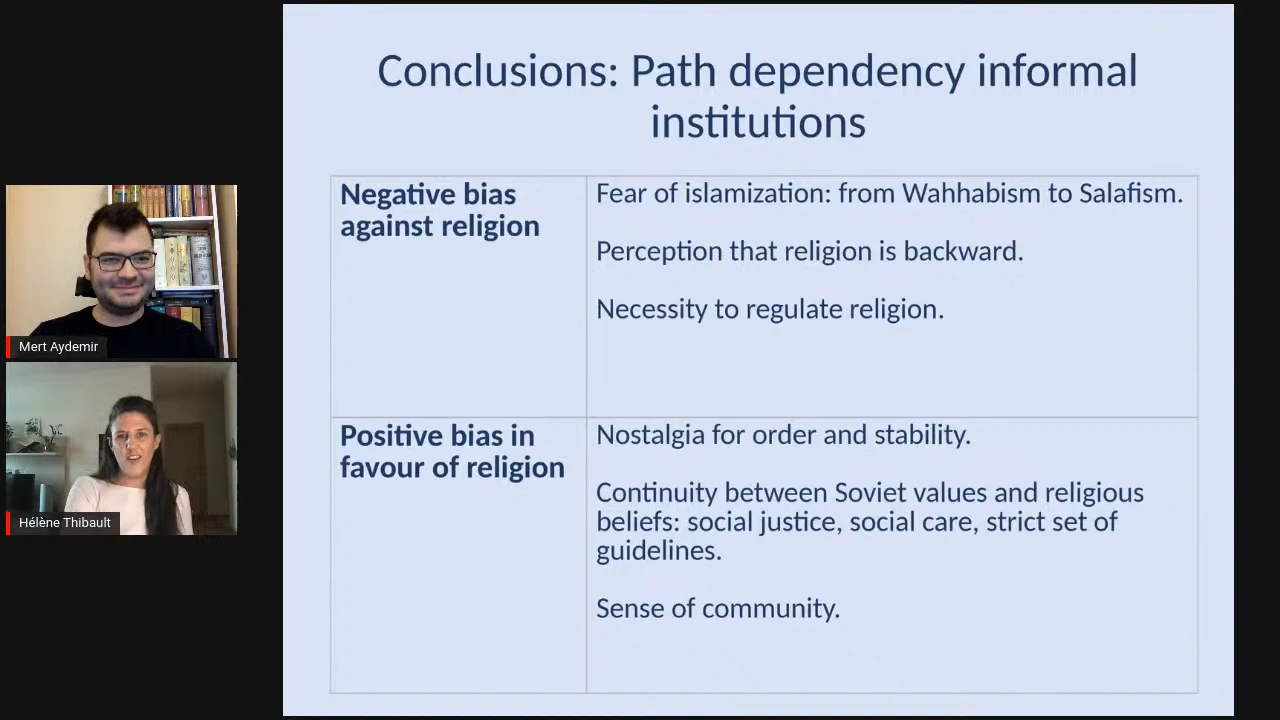 Conclusions: Path dependency informal
institutions
Negative bias
against religion
Fear of islamization: from Wahhabism to Salafism.
Perception that religion is backward.
Necessity to regulate religion.
Positive bias in
favour of religion
Nostalgia for order and stability.
Continuity between Soviet values and religious
beliefs: social justice, social care, strict set of
guidelines.
Sense of community.
Mert Aydemir
Hélène Thibault